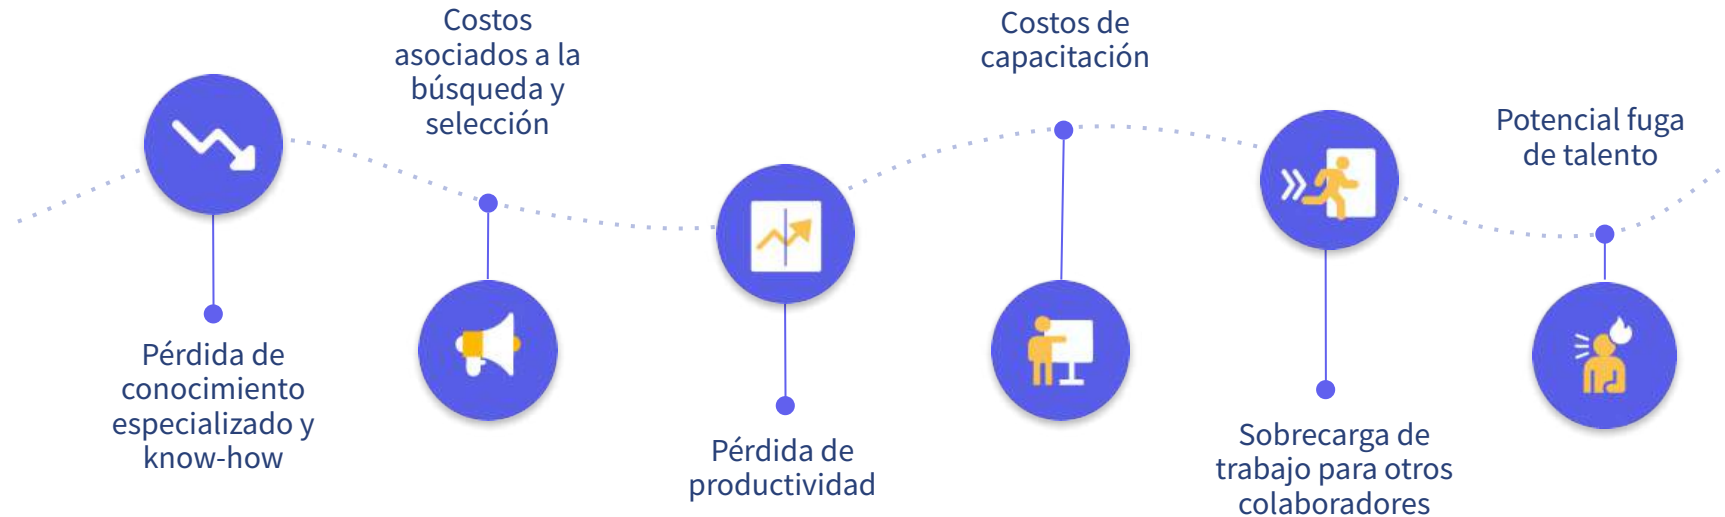 Pérdida de
conocimiento
especializado y
know-how
Costos
asociados a la
búsqueda y
selección
Pérdida de
productividad
Costos de
capacitación
Sobrecarga de
trabajo para otros
colaboradores
Potencial fuga
de talento